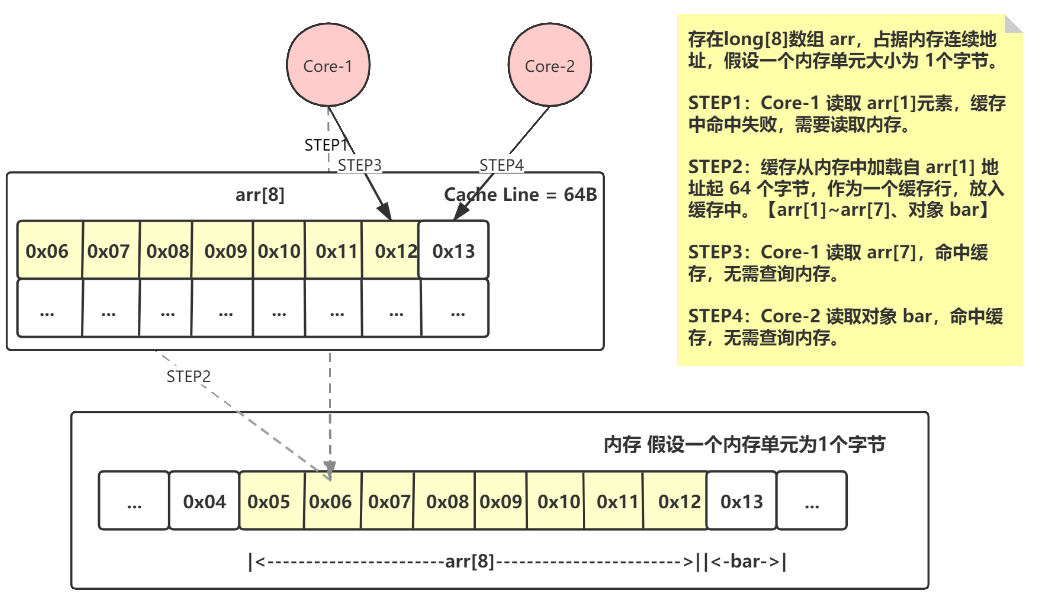 Core-1
Core-2
存在long[8]数组 arr，占据内存连续地
址，假设一个内存单元大小为 1个字节。
STEP1：Core-1 读取 arr[1]元素，缓存
中命中失败，需要读取内存。
STEP2：缓存从内存中加载自 arr[1] 地
址起 64 个字节，作为一个缓存行，放入
缓存中。【arr[1]~arr[7]、对象 bar】
STEP3：Core-1 读取 arr[7]，命中缓
存，无需查询内存。
STEP4：Core-2 读取对象 bar，命中缓
存，无需查询内存。
STEP1
STEP3
STEP4
arr[8]
Cache Line = 64B
0x06 0x07 0x08 0x09 0x10 0x11 0x12 0x13
... ... ... ... ... ... ... ...
STEP2
内存 假设一个内存单元为1个字节
... 0x04 0x05 0x06 0x07 0x08 0x09 0x10 0x11 0x12 0x13 ...
|<-----------------------arr[8]------------------------>||<-bar->|